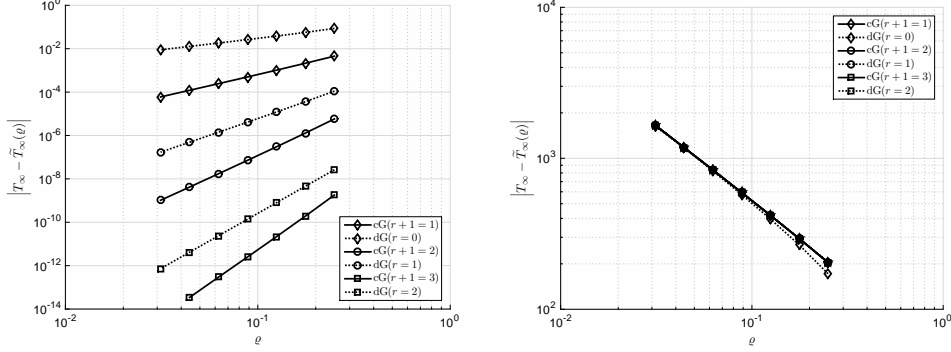 10^0
10^-2
10^-4
10^-6
10^-8
10^-10
10^-12
10^-14
10^-2
10^-1
10^0
ϱ
|T_∞ − T̃_∞(ϱ)|
cG(r + 1 = 1)
dG(r = 0)
cG(r + 1 = 2)
dG(r = 1)
cG(r + 1 = 3)
dG(r = 2)
10^4
10^3
10^2
10^-2
10^-1
10^0
ϱ
|T_∞ − T̃_∞(ϱ)|
cG(r + 1 = 1)
dG(r = 0)
cG(r + 1 = 2)
dG(r = 1)
cG(r + 1 = 3)
dG(r = 2)